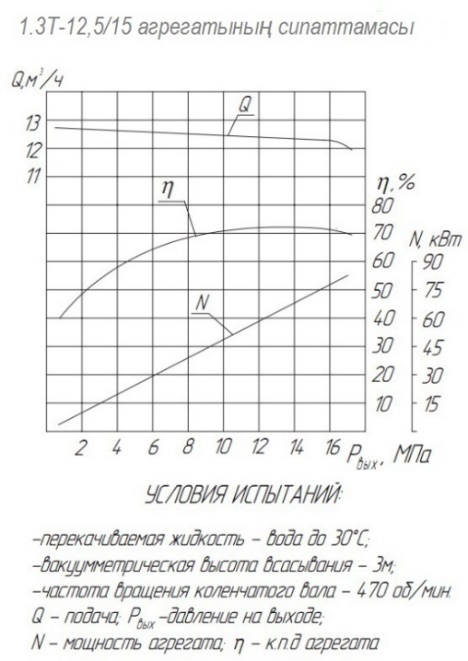 1.3Т-12,5/15 агрегатының сипаттамасы
Q,м³/ч
Q
13
12
11
η
η,%
80
70
N, кВт
60
90
50
75
N
40
60
30
45
20
30
10
15
2 4 6 8 10 12 14 16 Pвых, МПа
УСЛОВИЯ ИСПЫТАНИЙ:
-перекачиваемая жидкость - вода до 30°С;
-вакуумметрическая высота всасывания - 3м;
-частота вращения коленчатого вала - 470 об/мин.
Q - подача; Pвых -давление на выходе;
N - мощность агрегата; η - к.п.д агрегата